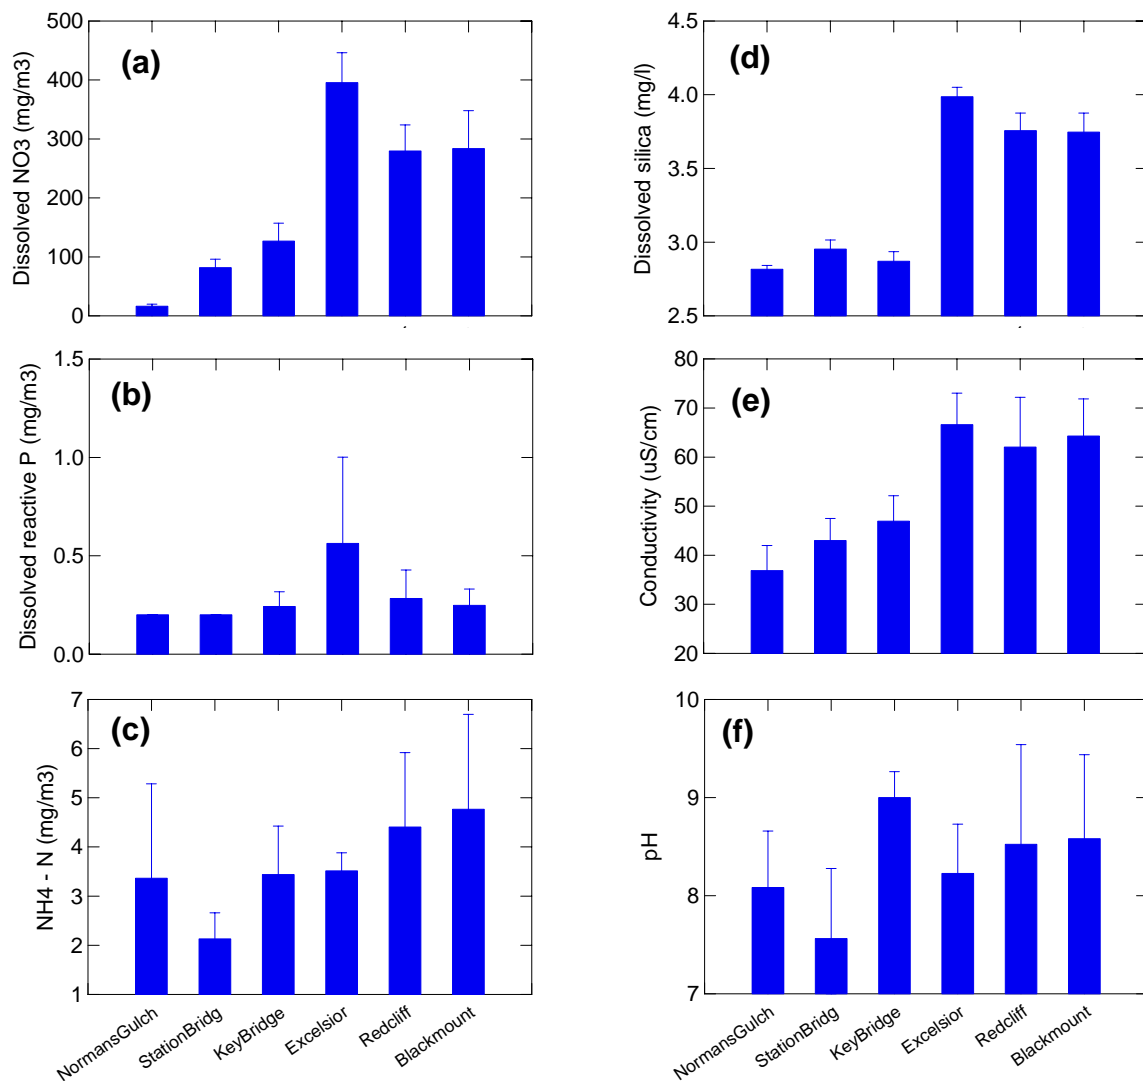 (a)
Dissolved NO3 (mg/m3)
500
400
300
200
100
0
(d)
Dissolved silica (mg/l)
4.5
4.0
3.5
3.0
2.5
(b)
Dissolved reactive P (mg/m3)
1.5
1.0
0.5
0.0
(e)
Conductivity (uS/cm)
80
70
60
50
40
30
20
(c)
NH4 - N (mg/m3)
7
6
5
4
3
2
1
NormansGulch
StationBridg
KeyBridge
Excelsior
Redcliff
Blackmount
(f)
pH
10
9
8
7
NormansGulch
StationBridg
KeyBridge
Excelsior
Redcliff
Blackmount